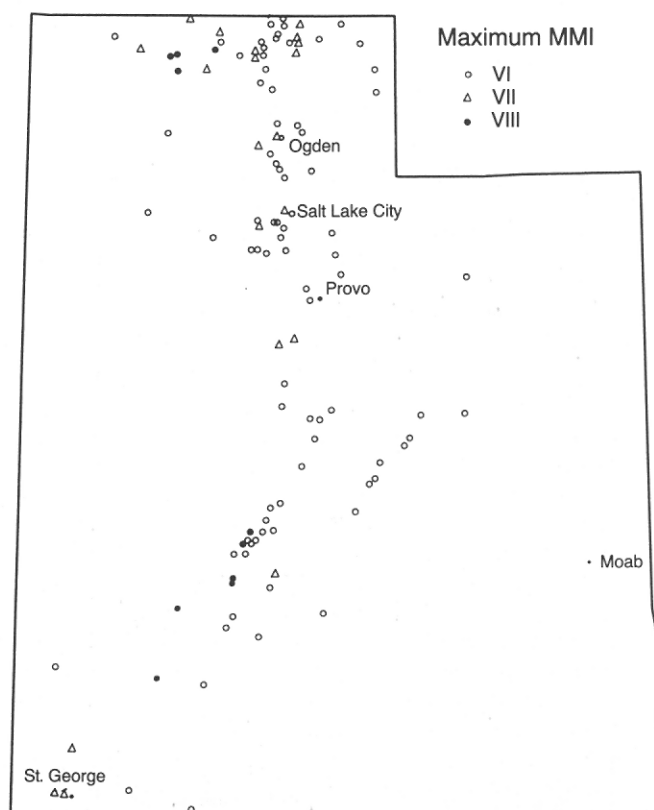 Maximum MMI
VI
VII
VIII
Ogden
Salt Lake City
Provo
Moab
St. George